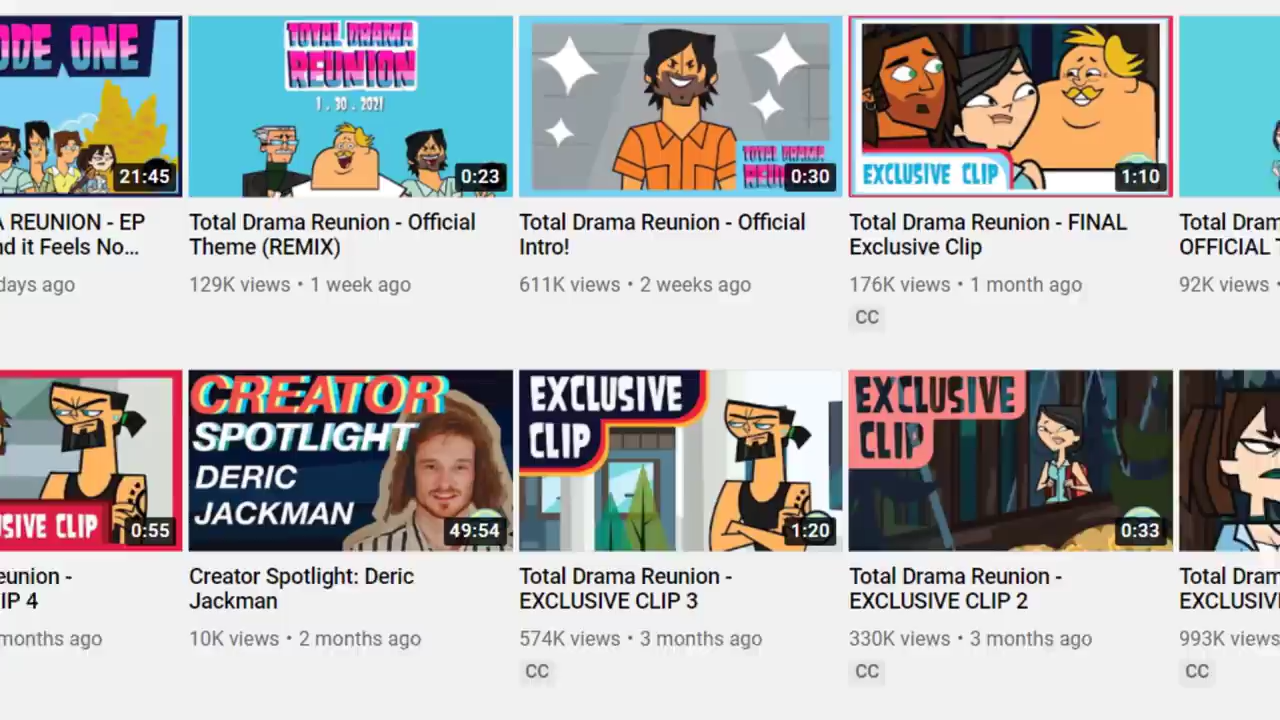 ODE ONE
21:45
TOTAL DRAMA
REUNION
1.30.2021
0:23
TOTAL DRAMA
0:30
EXCLUSIVE CLIP
1:10
A REUNION - EP
nd it Feels No...
days ago
Total Drama Reunion - Official
Theme (REMIX)
129K views • 1 week ago
Total Drama Reunion - Official
Intro!
611K views • 2 weeks ago
Total Drama Reunion - FINAL
Exclusive Clip
176K views • 1 month ago
CC
Total Dram
OFFICIAL
92K views •
USIVE CLIP
0:55
CREATOR
SPOTLIGHT
DERIC
JACKMAN
49:54
EXCLUSIVE
CLIP
1:20
EXCLUSIVE
CLIP
0:33
eunion -
IP 4
months ago
Creator Spotlight: Deric
Jackman
10K views • 2 months ago
Total Drama Reunion -
EXCLUSIVE CLIP 3
574K views • 3 months ago
CC
Total Drama Reunion -
EXCLUSIVE CLIP 2
330K views • 3 months ago
CC
Total Dram
EXCLUSIV
993K views
CC